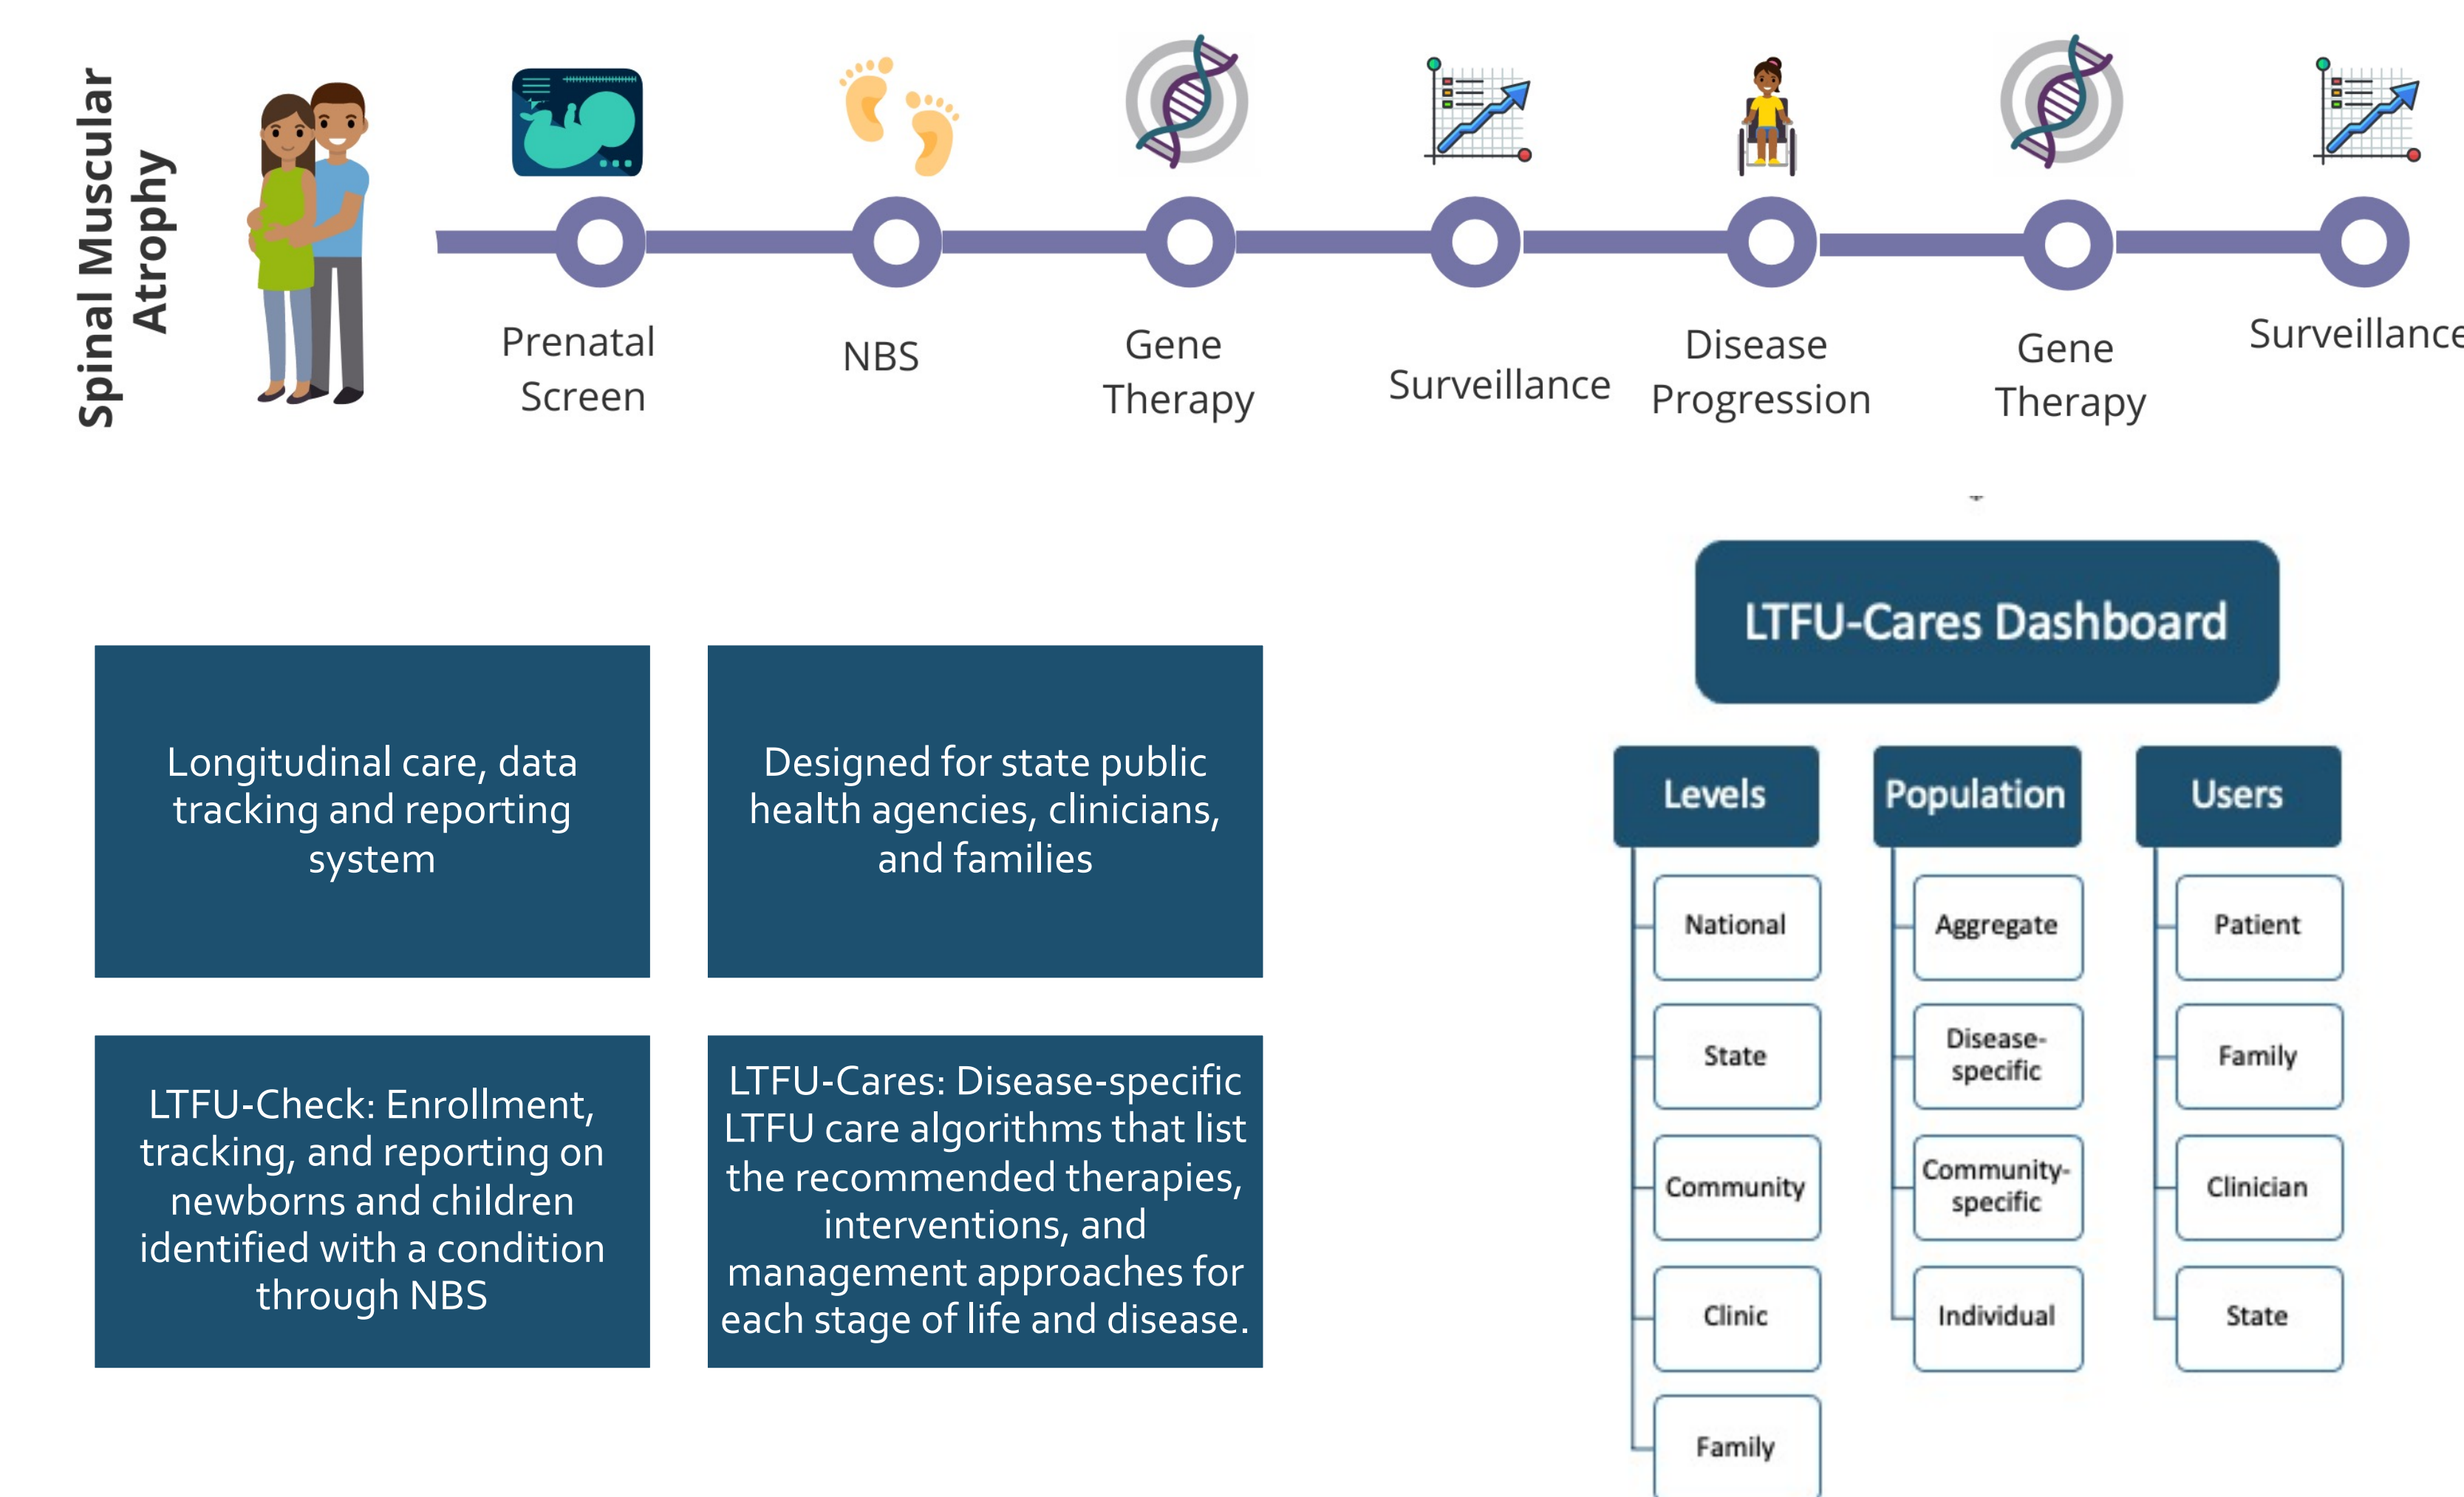 Spinal Muscular
Atrophy
Prenatal
Screen
NBS
Gene
Therapy
Surveillance
Disease
Progression
Gene
Therapy
Surveillance
Longitudinal care, data
tracking and reporting
system
Designed for state public
health agencies, clinicians,
and families
LTFU-Check: Enrollment,
tracking, and reporting on
newborns and children
identified with a condition
through NBS
LTFU-Cares: Disease-specific
LTFU care algorithms that list
the recommended therapies,
interventions, and
management approaches for
each stage of life and disease.
LTFU-Cares Dashboard
Levels
National
State
Community
Clinic
Family
Population
Aggregate
Disease-
specific
Community-
specific
Individual
Users
Patient
Family
Clinician
State